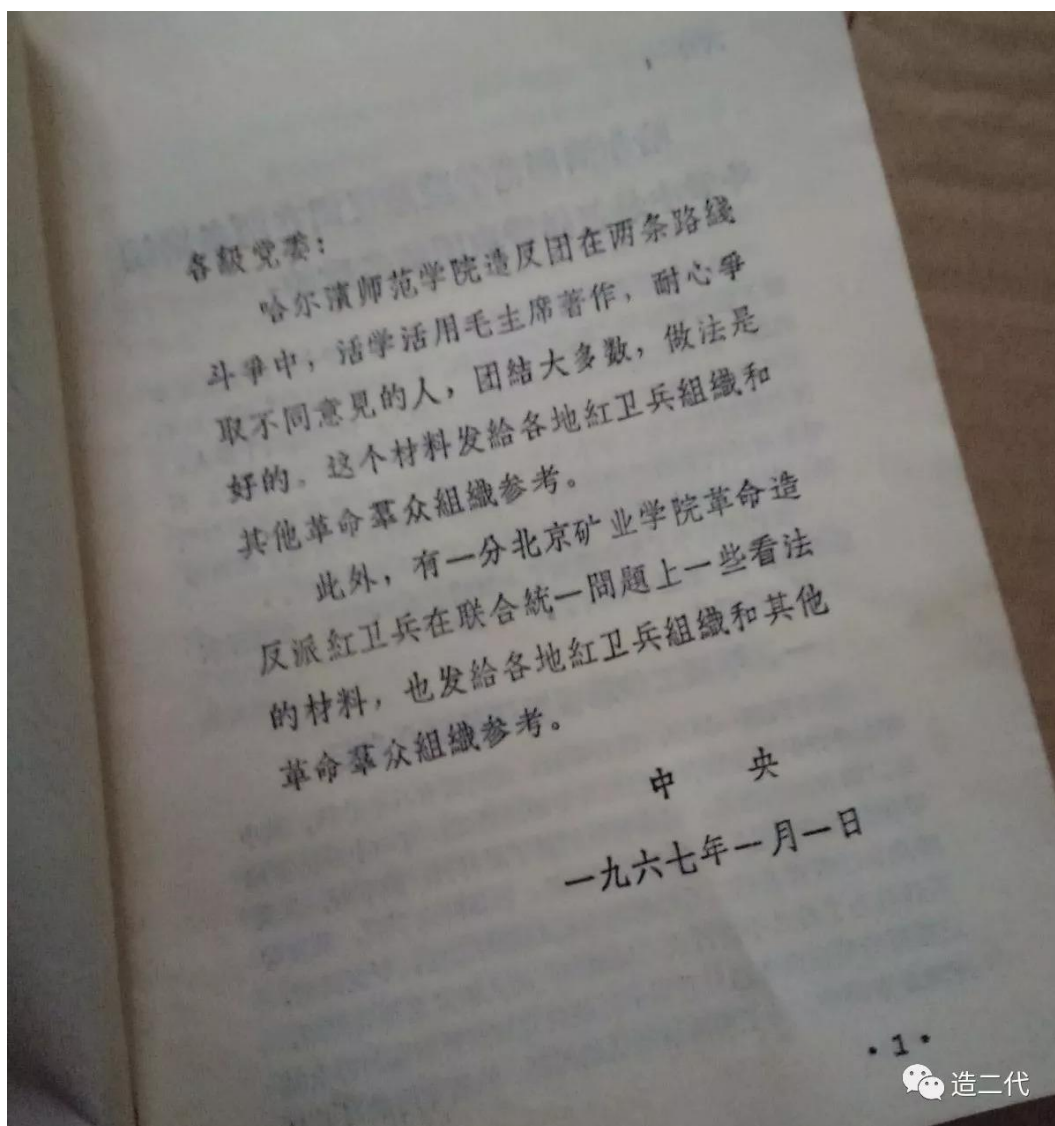 各級党委：
哈尔濱师范学院造反团在两条路綫
斗爭中，活学活用毛主席著作，耐心爭
取不同意見的人，团結大多数，做法是
好的。这个材料发給各地紅卫兵組織和
其他革命羣众組織参考。
此外，有一分北京矿业学院革命造
反派紅卫兵在联合統一問題上一些看法
的材料，也发給各地紅卫兵組織和其他
革命羣众組織参考。
中 央
一九六七年一月一日
·1·
造二代